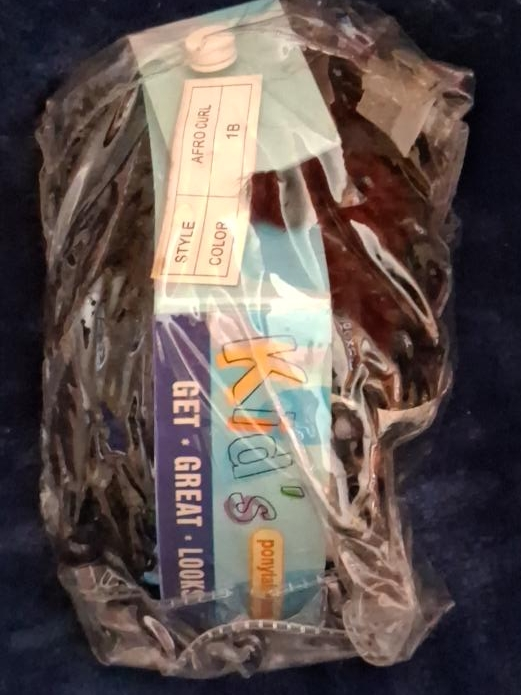 STYLE AFRO CURL
COLOR 1B
Kid's
GET • GREAT • LOOKS